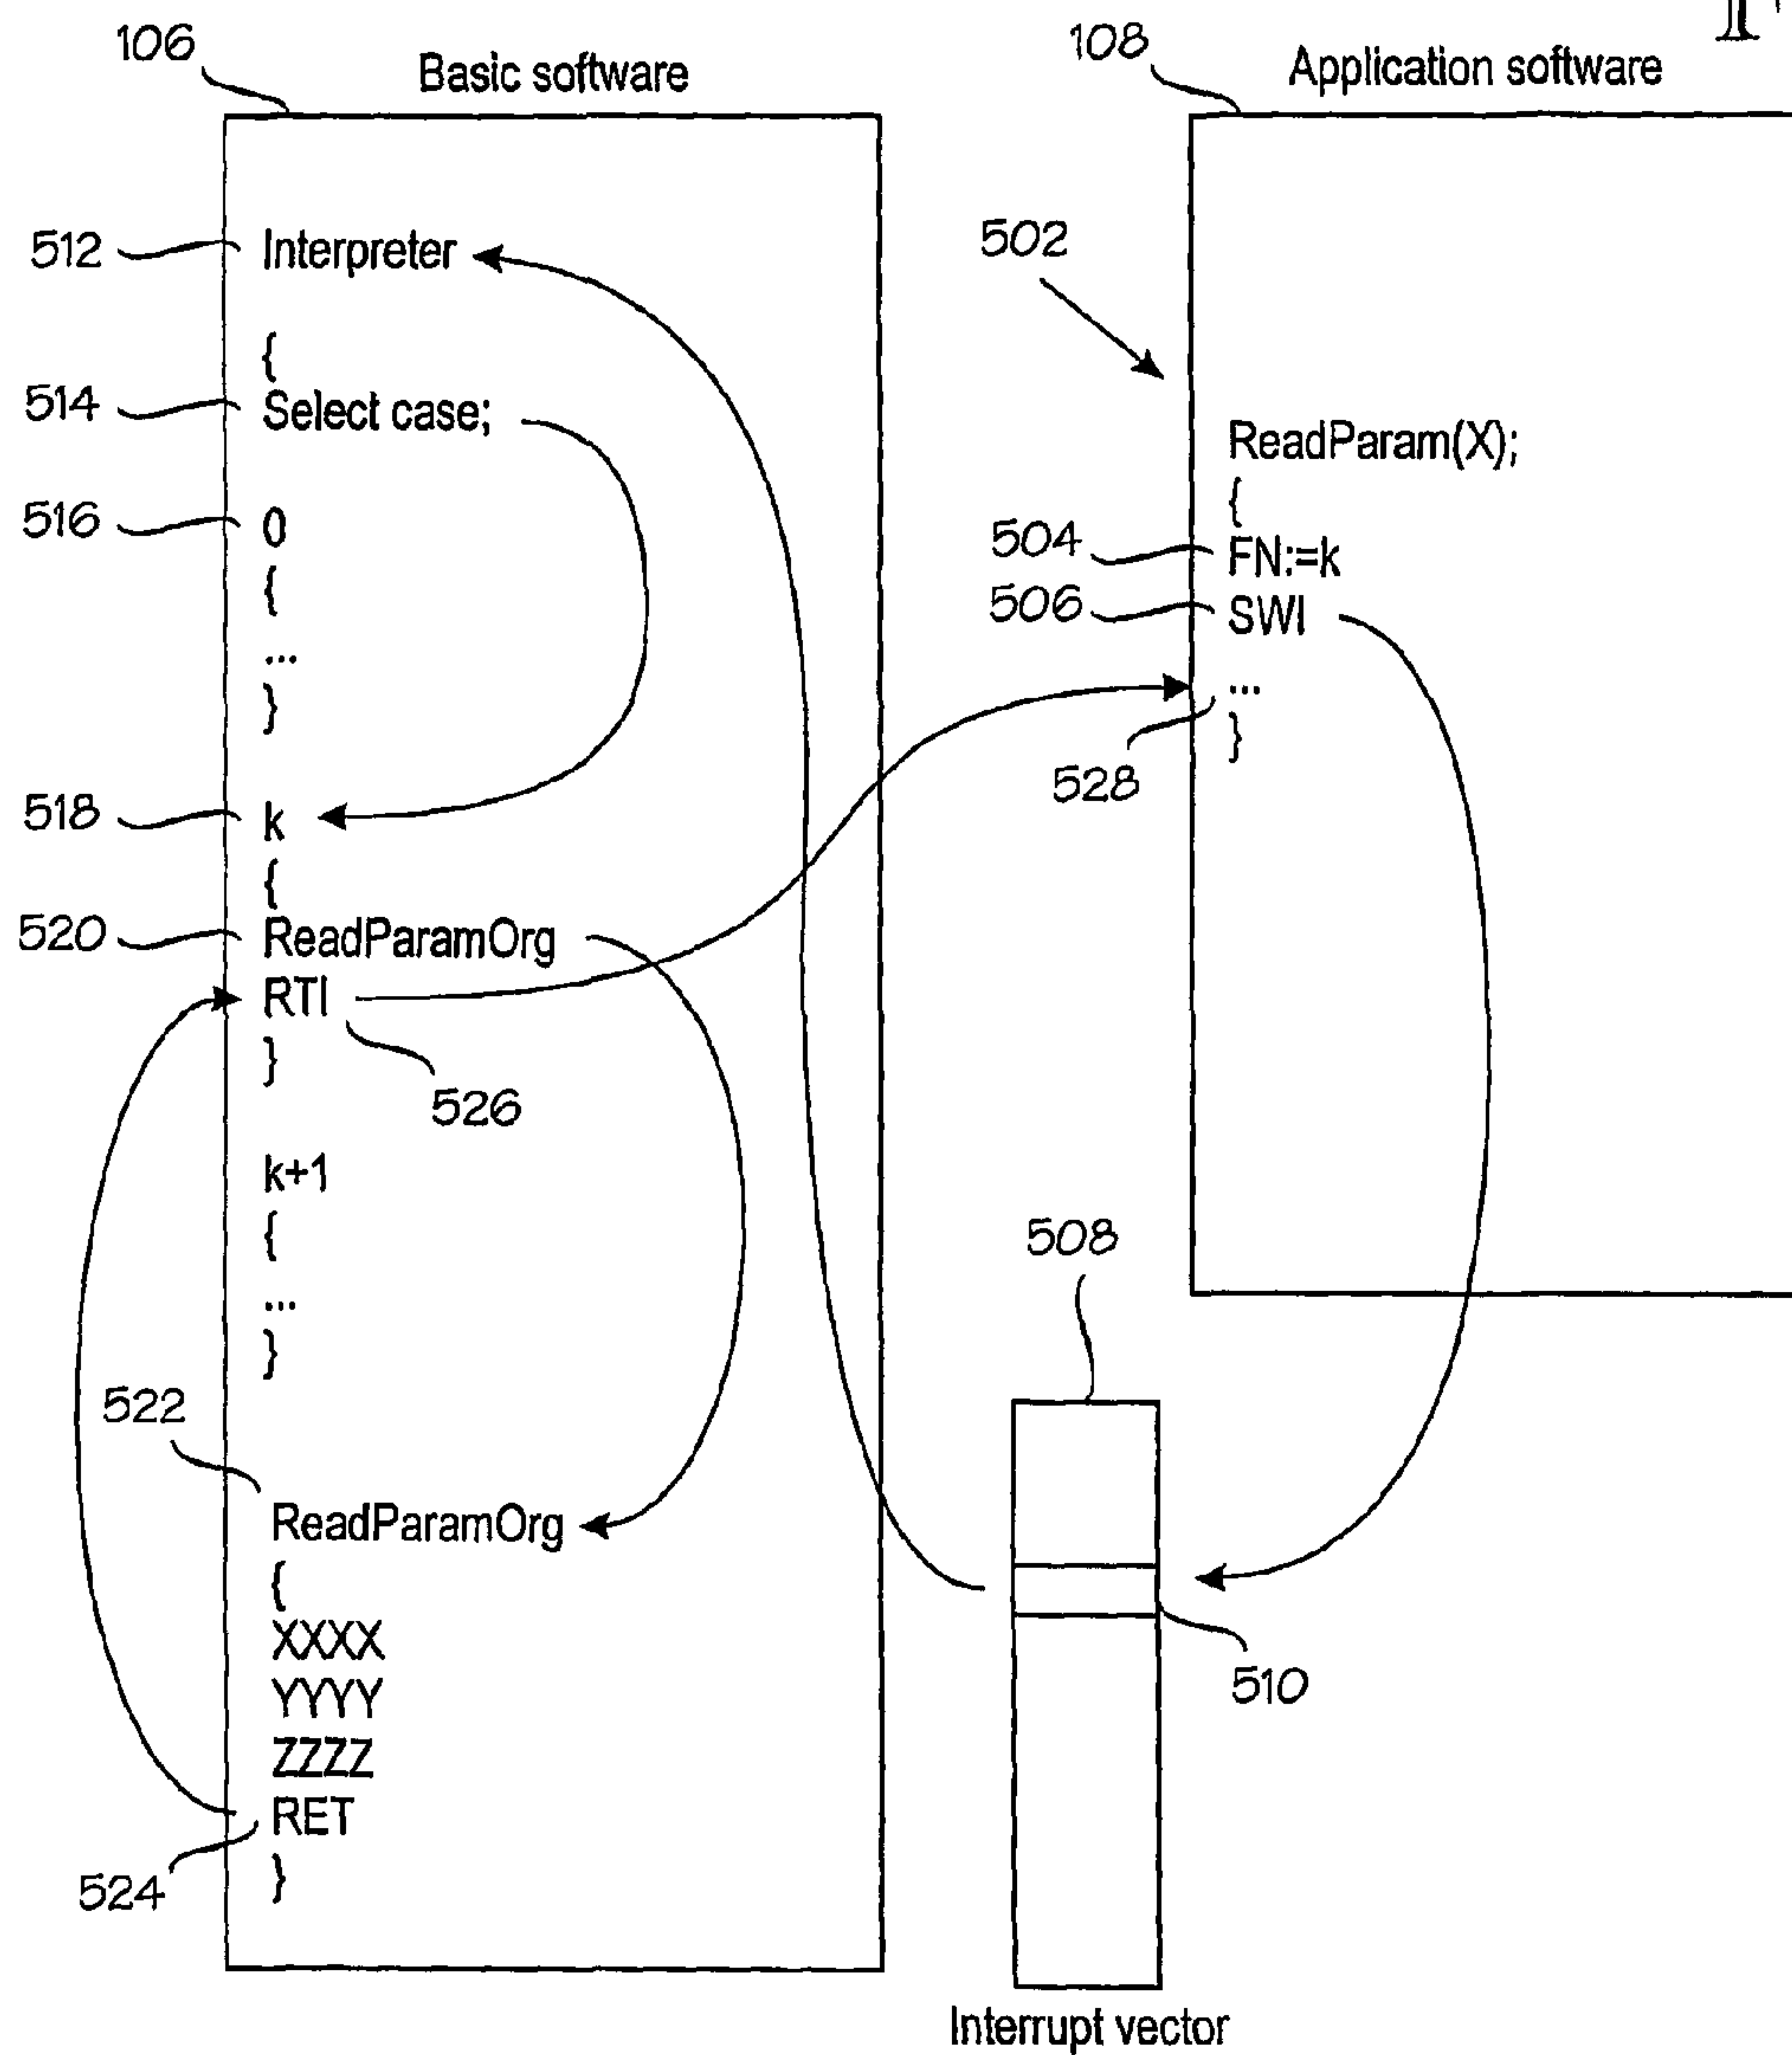 106
Basic software
512
Interpreter
{
514
Select case;
516
0
{
...
}
518
k
{
520
ReadParamOrg
RTI
}
526
k+1
{
...
}
522
ReadParamOrg
{
XXXX
YYYY
ZZZZ
RET
524
}
108
Application software
502
ReadParam(X);
{
504
FN:=k
506
SWI
...
528
}
508
510
Interrupt vector